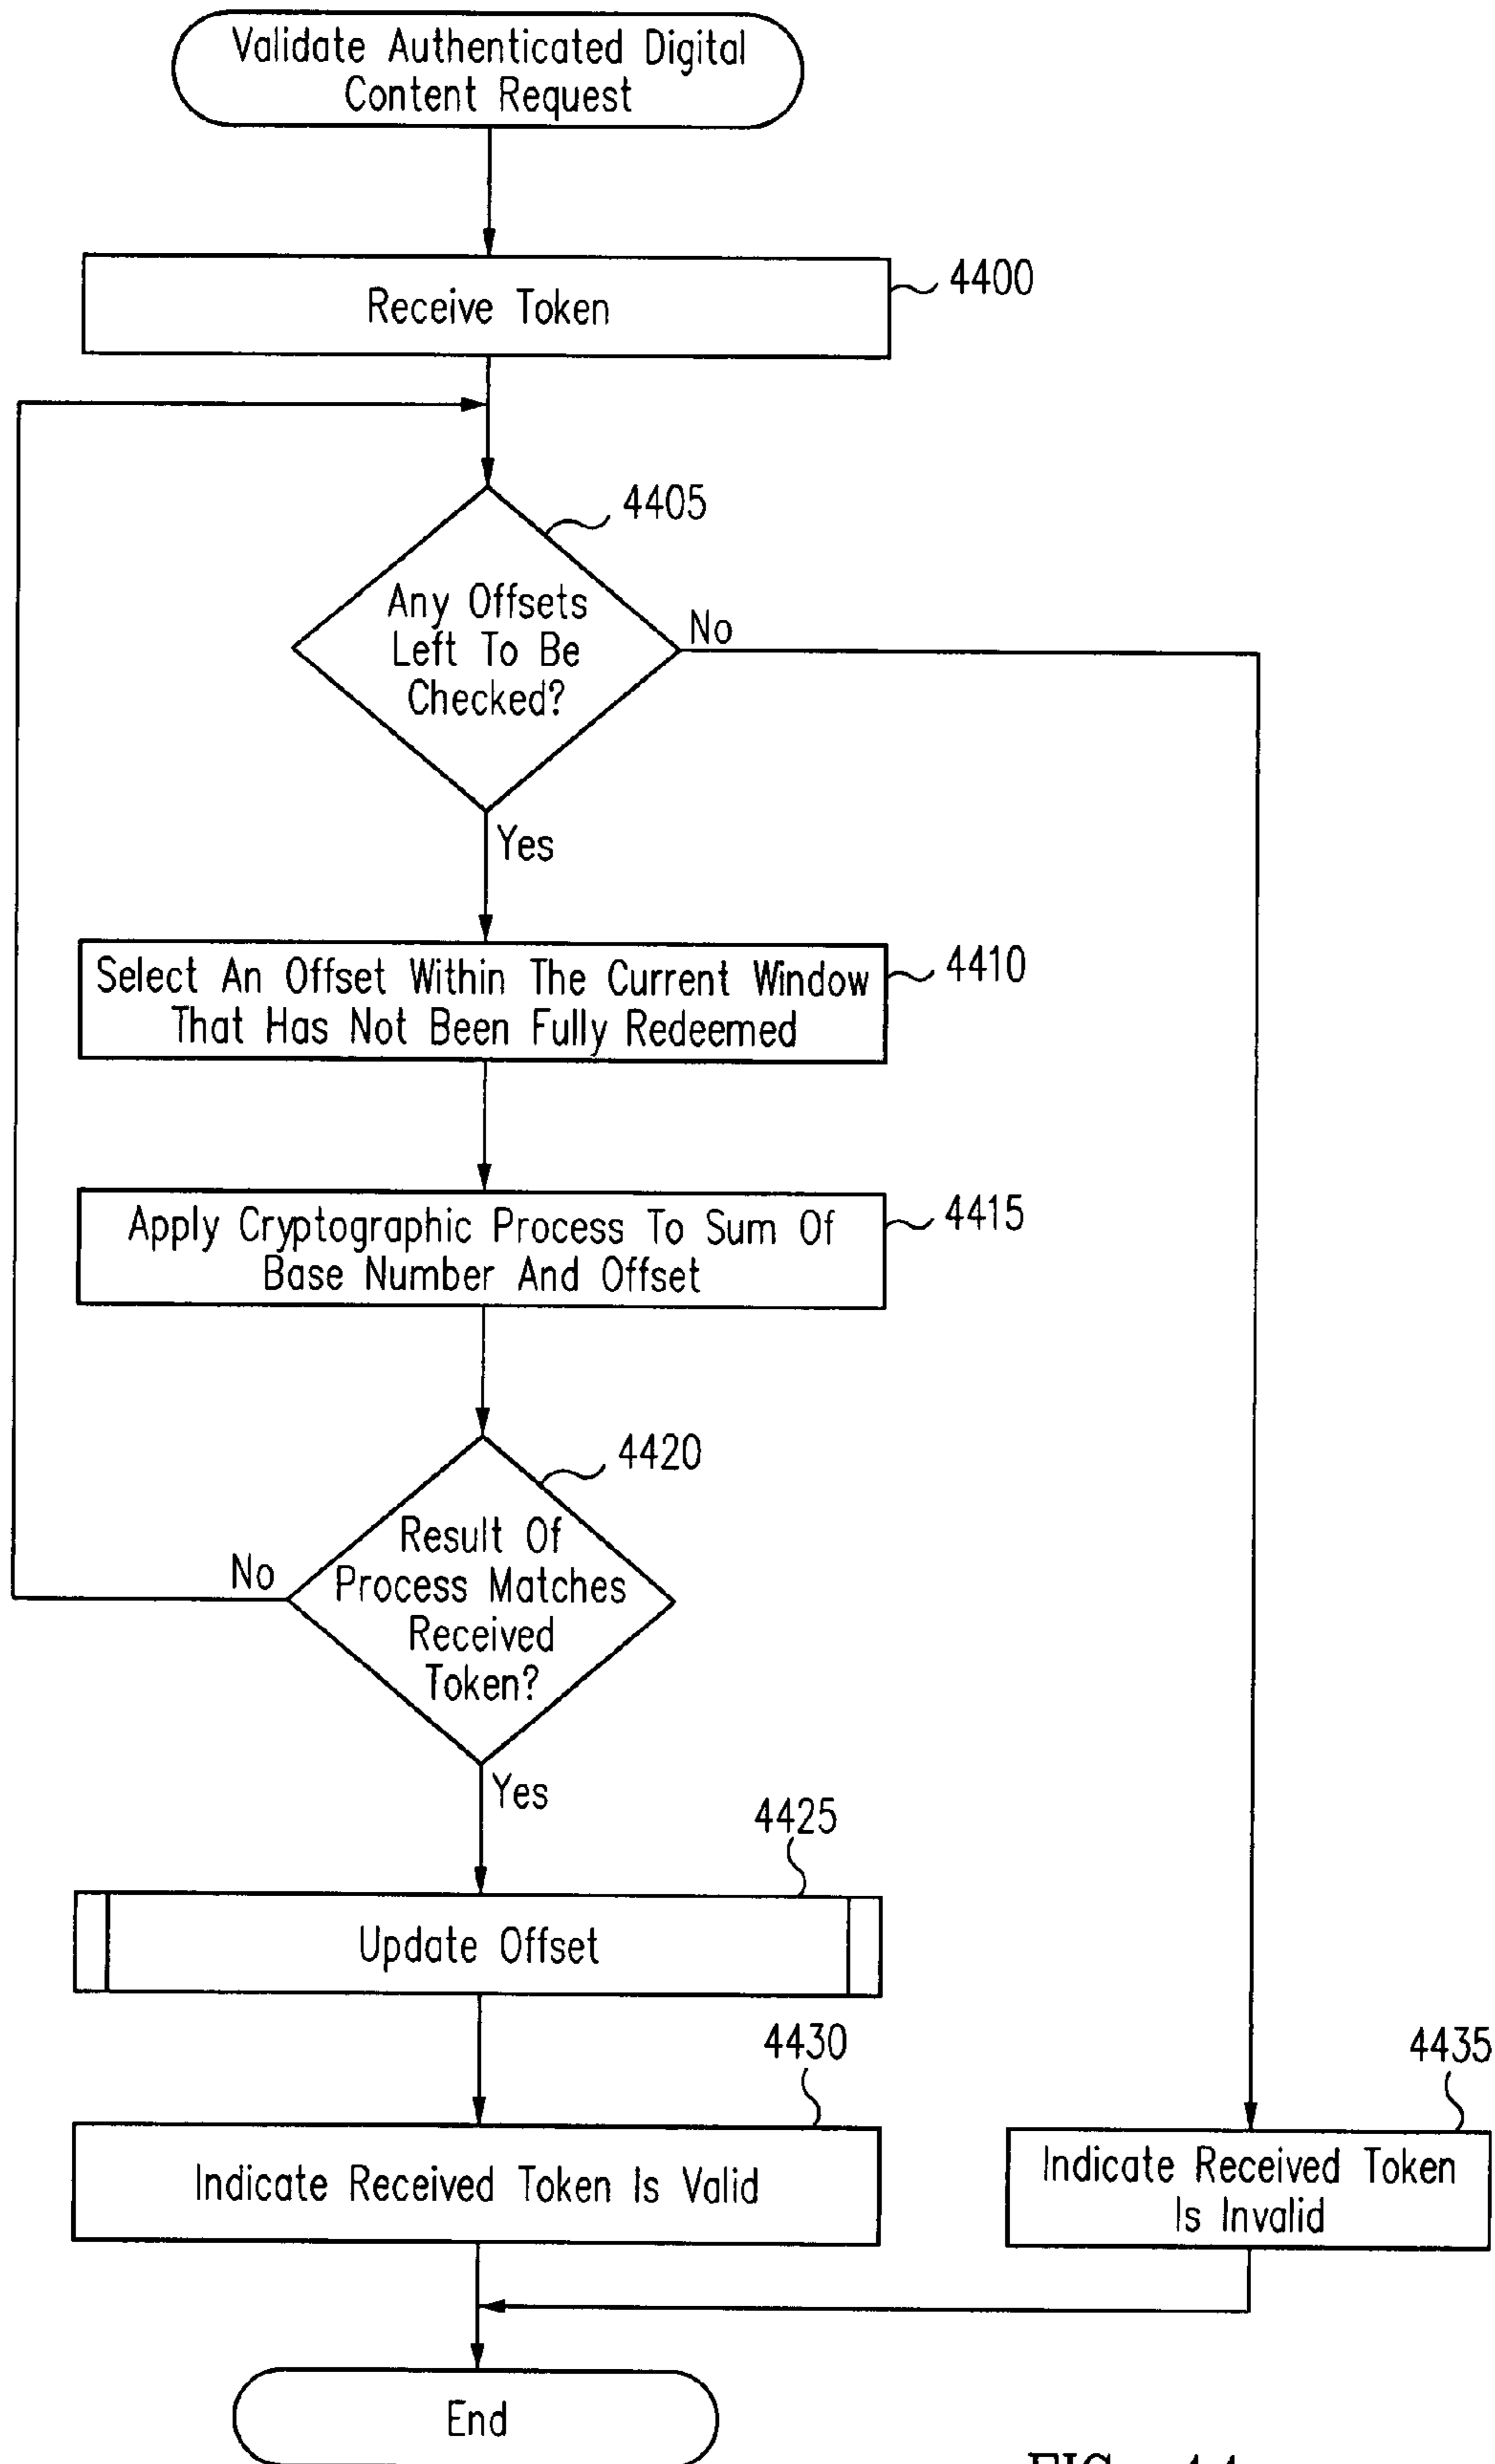 Validate Authenticated Digital
Content Request
Receive Token
4400
4405
Any Offsets
Left To Be
Checked?
No
Yes
Select An Offset Within The Current Window
That Has Not Been Fully Redeemed
4410
Apply Cryptographic Process To Sum Of
Base Number And Offset
4415
4420
Result Of
Process Matches
Received
Token?
No
Yes
4425
Update Offset
4430
Indicate Received Token Is Valid
4435
Indicate Received Token
Is Invalid
End